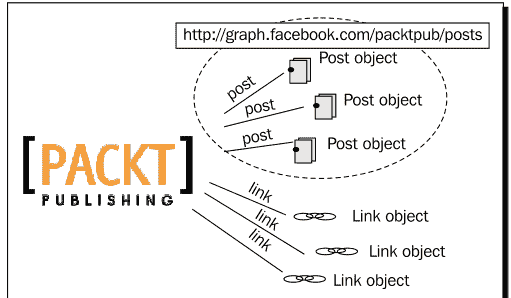 http://graph.facebook.com/packtpub/posts
post
Post object
post
Post object
post
Post object
[PACKT]
PUBLISHING
link
Link object
link
Link object
link
Link object